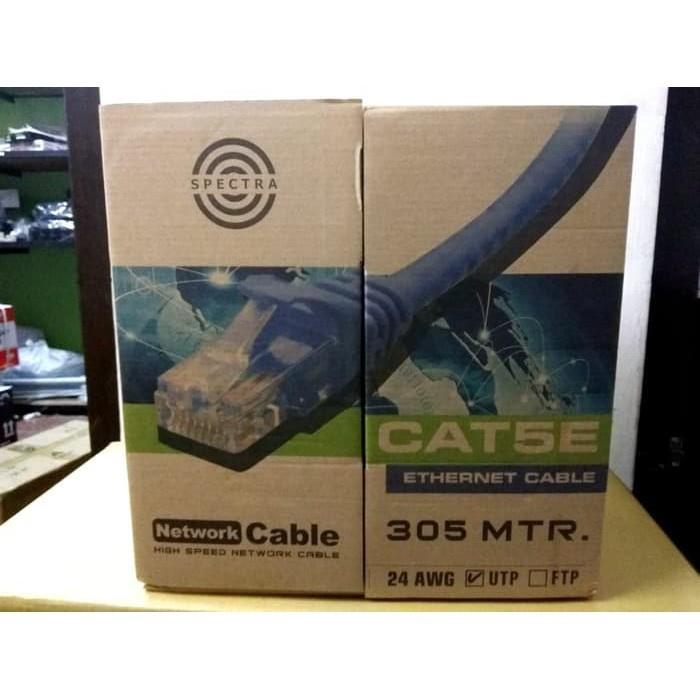 SPECTRA
Network Cable
HIGH SPEED NETWORK CABLE
CAT5E
ETHERNET CABLE
305 MTR.
24 AWG ☑ UTP ☐ FTP